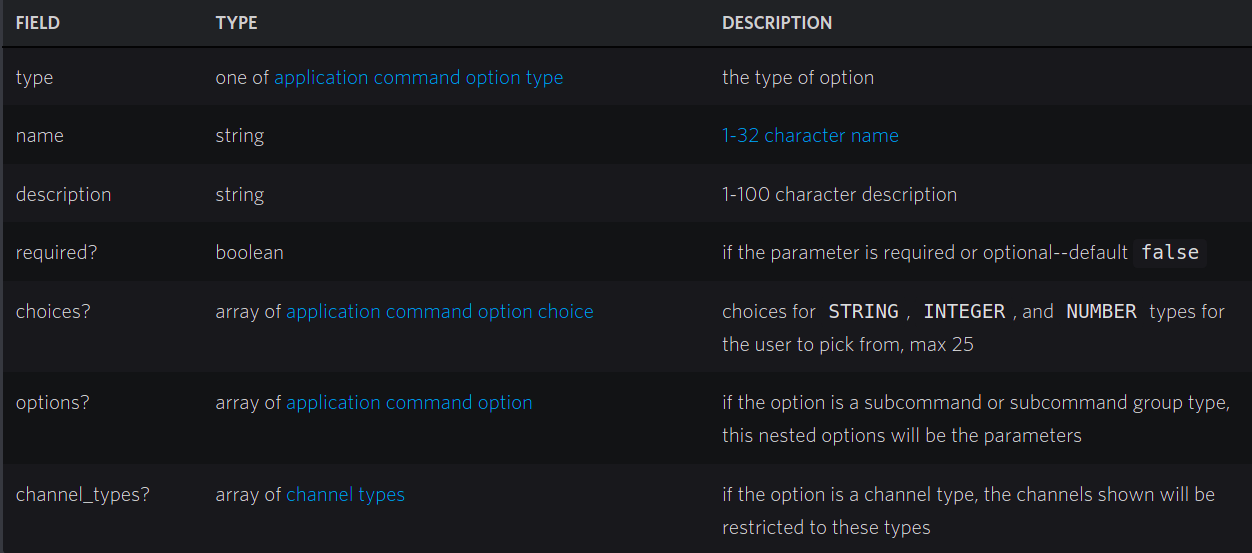 FIELD TYPE DESCRIPTION
type one of application command option type the type of option
name string 1-32 character name
description string 1-100 character description
required? boolean if the parameter is required or optional--default false
choices? array of application command option choice choices for STRING , INTEGER , and NUMBER types for
the user to pick from, max 25
options? array of application command option if the option is a subcommand or subcommand group type,
this nested options will be the parameters
channel_types? array of channel types if the option is a channel type, the channels shown will be
restricted to these types